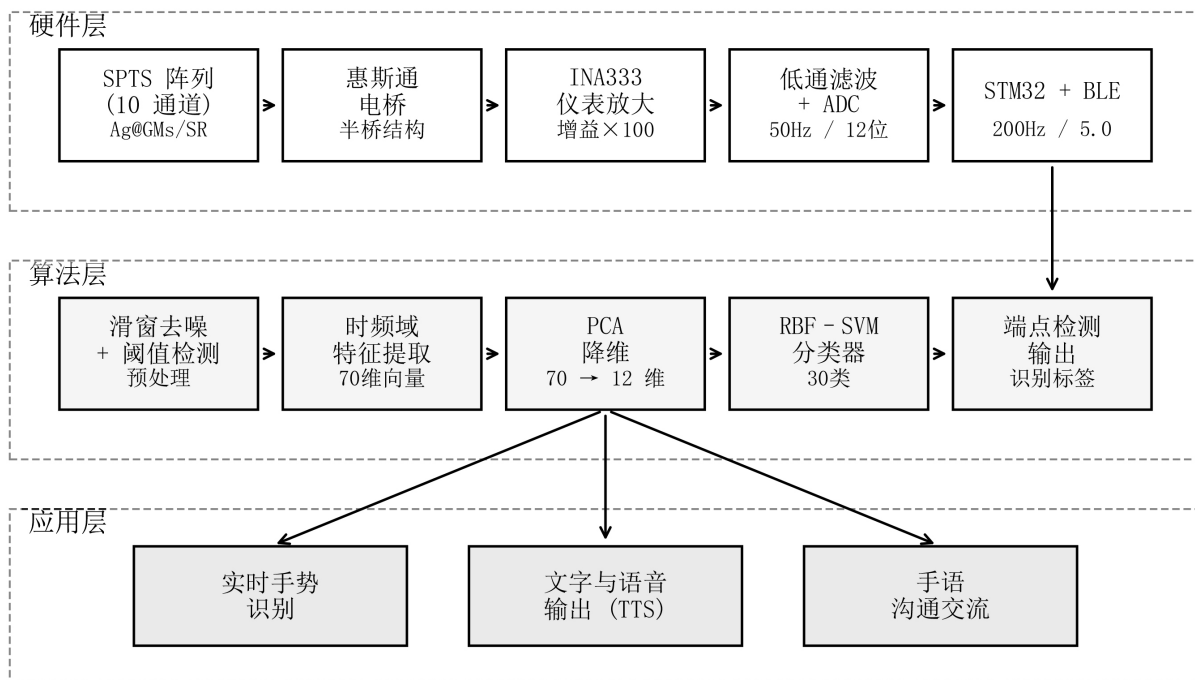 硬件层
SPTS 阵列
(10 通道)
Ag@GMs/SR
惠斯通
电桥
半桥结构
INA333
仪表放大
增益×100
低通滤波
+ ADC
50Hz / 12位
STM32 + BLE
200Hz / 5.0
算法层
滑窗去噪
+ 阈值检测
预处理
时频域
特征提取
70维向量
PCA
降维
70 → 12 维
RBF-SVM
分类器
30类
端点检测
输出
识别标签
应用层
实时手势
识别
文字与语音
输出 (TTS)
手语
沟通交流